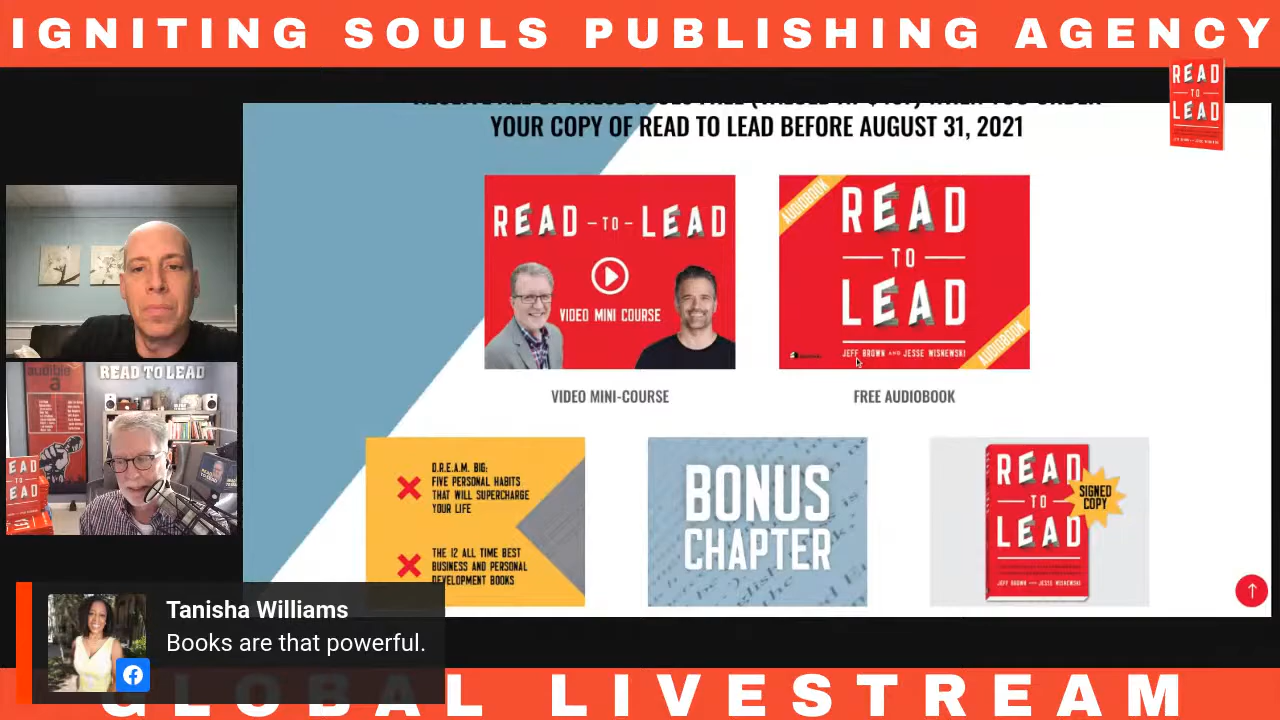 IGNITING SOULS PUBLISHING AGENCY
READ
TO
LEAD
YOUR COPY OF READ TO LEAD BEFORE AUGUST 31, 2021
READ -TO- LEAD
VIDEO MINI COURSE
VIDEO MINI-COURSE
AUDIOBOOK
READ
TO
LEAD
JEFF BROWN AND JESSE WISNEWSKI
AUDIOBOOK
FREE AUDIOBOOK
audible
READ TO LEAD
READ
TO
LEAD
D.R.E.A.M. BIG:
FIVE PERSONAL HABITS
THAT WILL SUPERCHARGE
YOUR LIFE
THE 12 ALL TIME BEST
BUSINESS AND PERSONAL
DEVELOPMENT BOOKS
BONUS
CHAPTER
READ
TO
LEAD
JEFF BROWN AND JESSE WISNEWSKI
SIGNED
COPY
Tanisha Williams
Books are that powerful.
GLOBAL LIVESTREAM